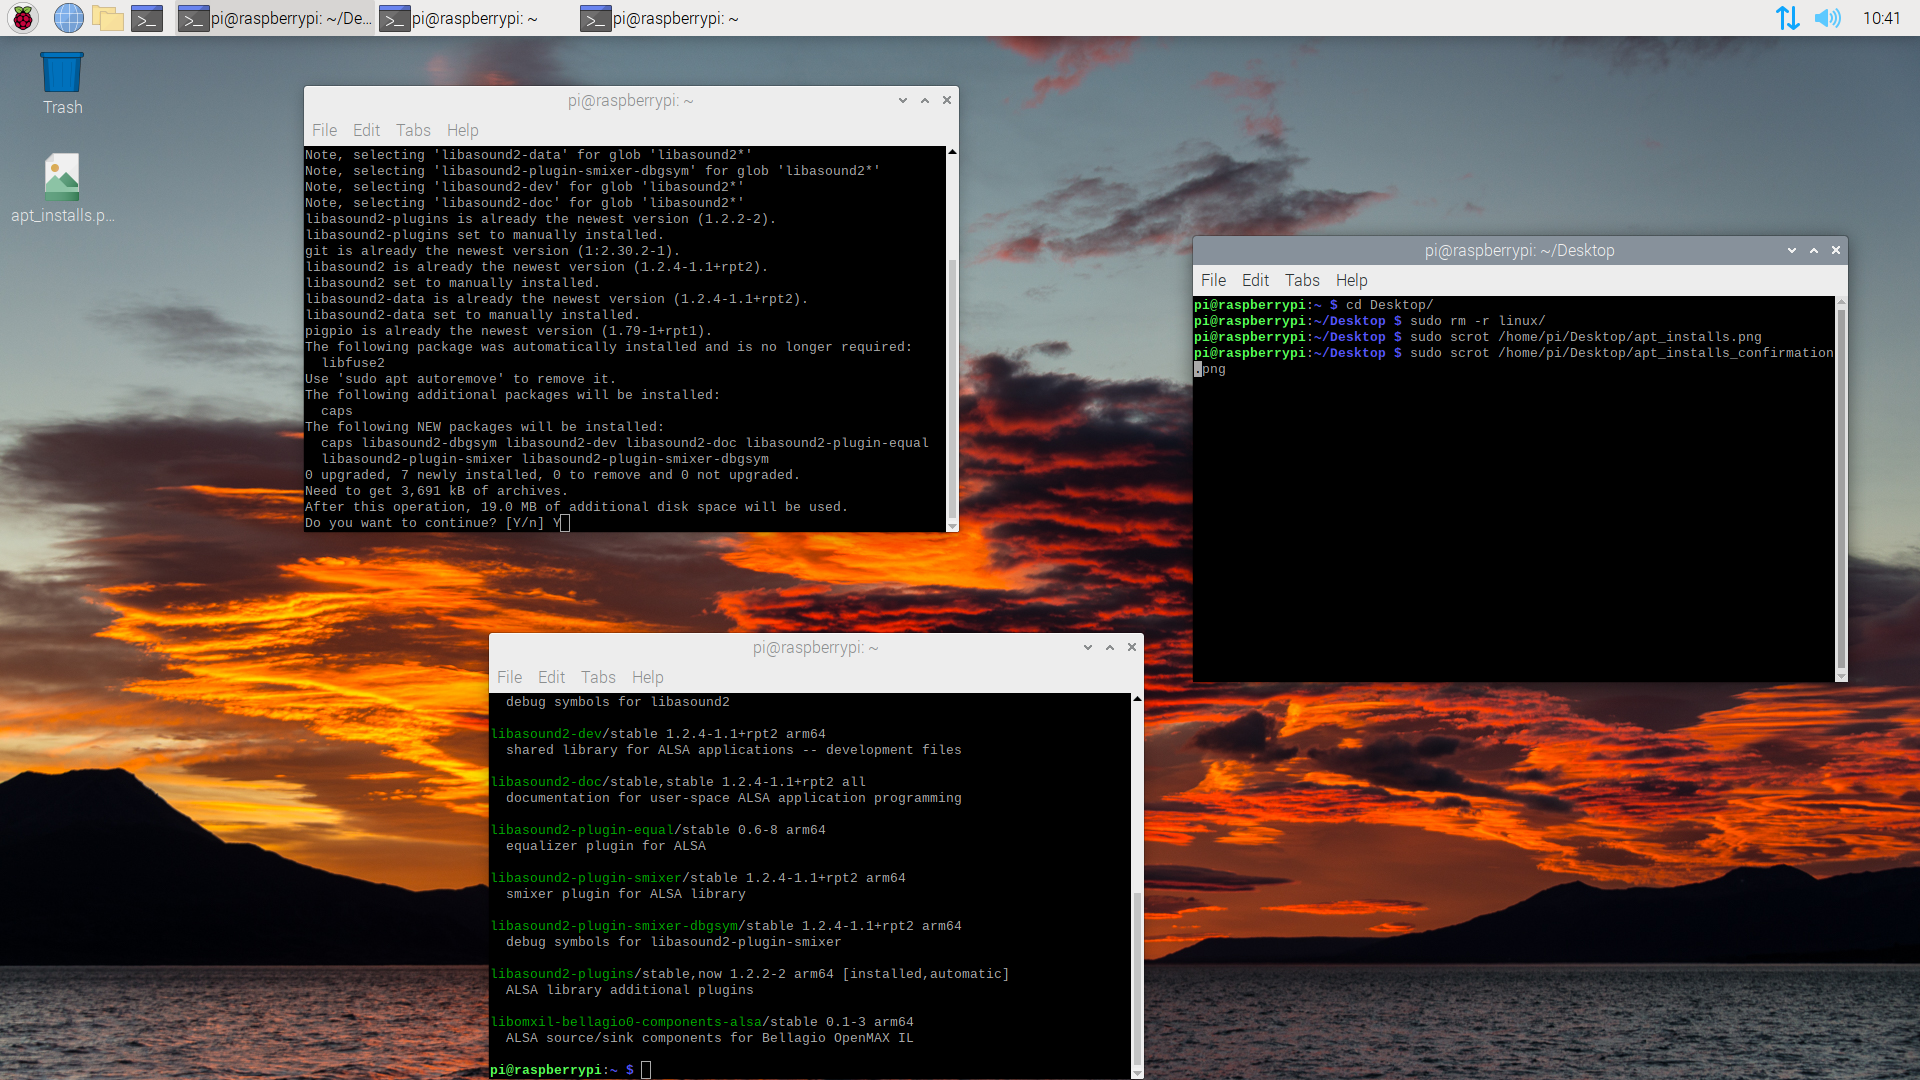 pi@raspberrypi: ~/De...
pi@raspberrypi: ~
pi@raspberrypi: ~
10:41
Trash
apt_installs.p...
pi@raspberrypi: ~
File Edit Tabs Help
Note, selecting 'libasound2-data' for glob 'libasound2*'
Note, selecting 'libasound2-plugin-smixer-dbgsym' for glob 'libasound2*'
Note, selecting 'libasound2-dev' for glob 'libasound2*'
Note, selecting 'libasound2-doc' for glob 'libasound2*'
libasound2-plugins is already the newest version (1.2.2-2).
libasound2-plugins set to manually installed.
git is already the newest version (1:2.30.2-1).
libasound2 is already the newest version (1.2.4-1.1+rpt2).
libasound2 set to manually installed.
libasound2-data is already the newest version (1.2.4-1.1+rpt2).
libasound2-data set to manually installed.
pigpio is already the newest version (1.79-1+rpt1).
The following package was automatically installed and is no longer required:
  libfuse2
Use 'sudo apt autoremove' to remove it.
The following additional packages will be installed:
  caps
The following NEW packages will be installed:
  caps libasound2-dbgsym libasound2-dev libasound2-doc libasound2-plugin-equal
  libasound2-plugin-smixer libasound2-plugin-smixer-dbgsym
0 upgraded, 7 newly installed, 0 to remove and 0 not upgraded.
Need to get 3,691 kB of archives.
After this operation, 19.0 MB of additional disk space will be used.
Do you want to continue? [Y/n] Y
pi@raspberrypi: ~/Desktop
File Edit Tabs Help
pi@raspberrypi:~ $ cd Desktop/
pi@raspberrypi:~/Desktop $ sudo rm -r linux/
pi@raspberrypi:~/Desktop $ sudo scrot /home/pi/Desktop/apt_installs.png
pi@raspberrypi:~/Desktop $ sudo scrot /home/pi/Desktop/apt_installs_confirmation
.png
pi@raspberrypi: ~
File Edit Tabs Help
  debug symbols for libasound2
libasound2-dev/stable 1.2.4-1.1+rpt2 arm64
  shared library for ALSA applications -- development files
libasound2-doc/stable,stable 1.2.4-1.1+rpt2 all
  documentation for user-space ALSA application programming
libasound2-plugin-equal/stable 0.6-8 arm64
  equalizer plugin for ALSA
libasound2-plugin-smixer/stable 1.2.4-1.1+rpt2 arm64
  smixer plugin for ALSA library
libasound2-plugin-smixer-dbgsym/stable 1.2.4-1.1+rpt2 arm64
  debug symbols for libasound2-plugin-smixer
libasound2-plugins/stable,now 1.2.2-2 arm64 [installed,automatic]
  ALSA library additional plugins
libomxil-bellagio0-components-alsa/stable 0.1-3 arm64
  ALSA source/sink components for Bellagio OpenMAX IL
pi@raspberrypi:~ $